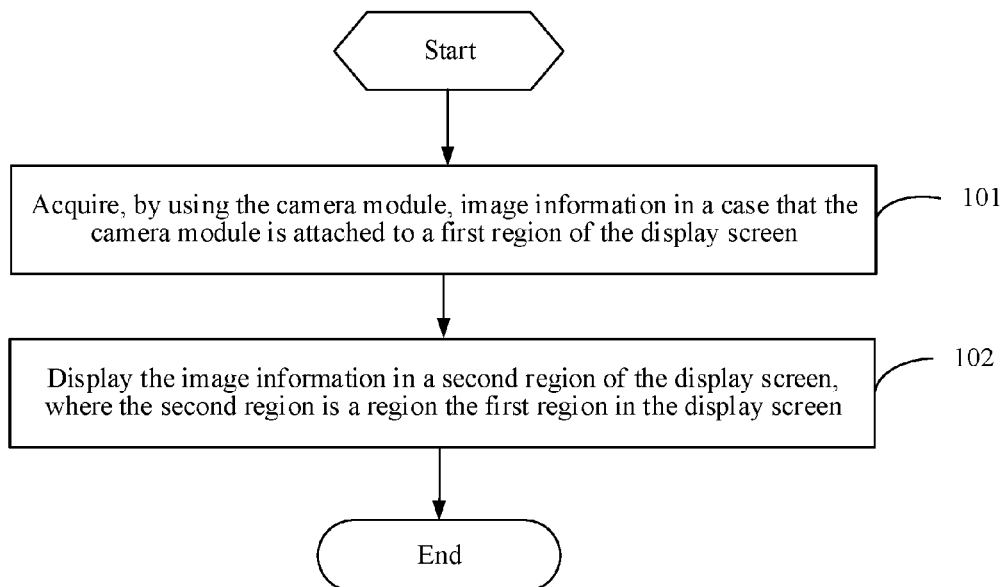 Start
Acquire, by using the camera module, image information in a case that the
camera module is attached to a first region of the display screen
101
Display the image information in a second region of the display screen,
where the second region is a region the first region in the display screen
102
End